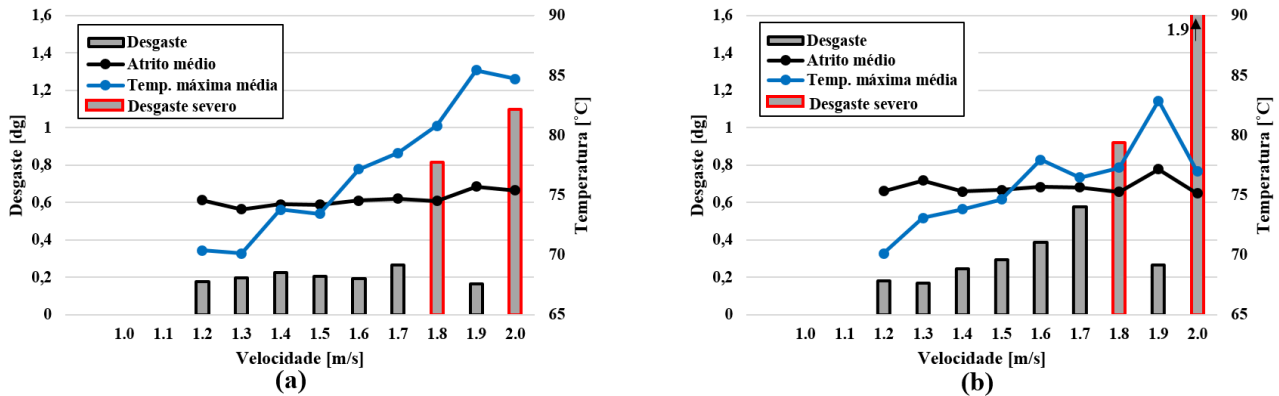 1,6
1,4
1,2
1
0,8
0,6
0,4
0,2
0
Desgaste [dg]
Desgaste
Atrito médio
Temp. máxima média
Desgaste severo
90
85
80
75
70
65
Temperatura [˚C]
1.0 1.1 1.2 1.3 1.4 1.5 1.6 1.7 1.8 1.9 2.0
Velocidade [m/s]
(a)
1,6
1,4
1,2
1
0,8
0,6
0,4
0,2
0
Desgaste [dg]
Desgaste
Atrito médio
Temp. máxima média
Desgaste severo
1.9
90
85
80
75
70
65
Temperatura [˚C]
1.0 1.1 1.2 1.3 1.4 1.5 1.6 1.7 1.8 1.9 2.0
Velocidade [m/s]
(b)